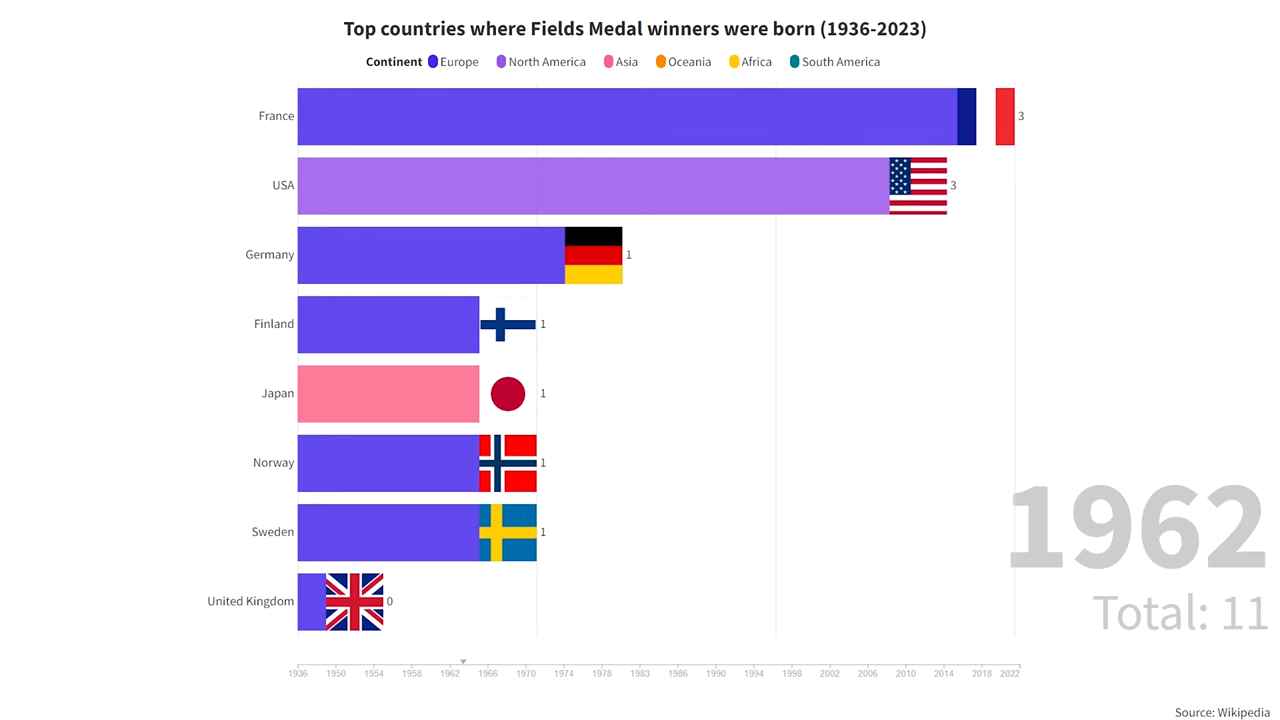 Top countries where Fields Medal winners were born (1936-2023)
Continent Europe North America Asia Oceania Africa South America
France 3
USA 3
Germany 1
Finland 1
Japan 1
Norway 1
Sweden 1
United Kingdom 0
1962
Total: 11
1936 1950 1954 1958 1962 1966 1970 1974 1978 1983 1986 1990 1994 1998 2002 2006 2010 2014 2018 2022
Source: Wikipedia